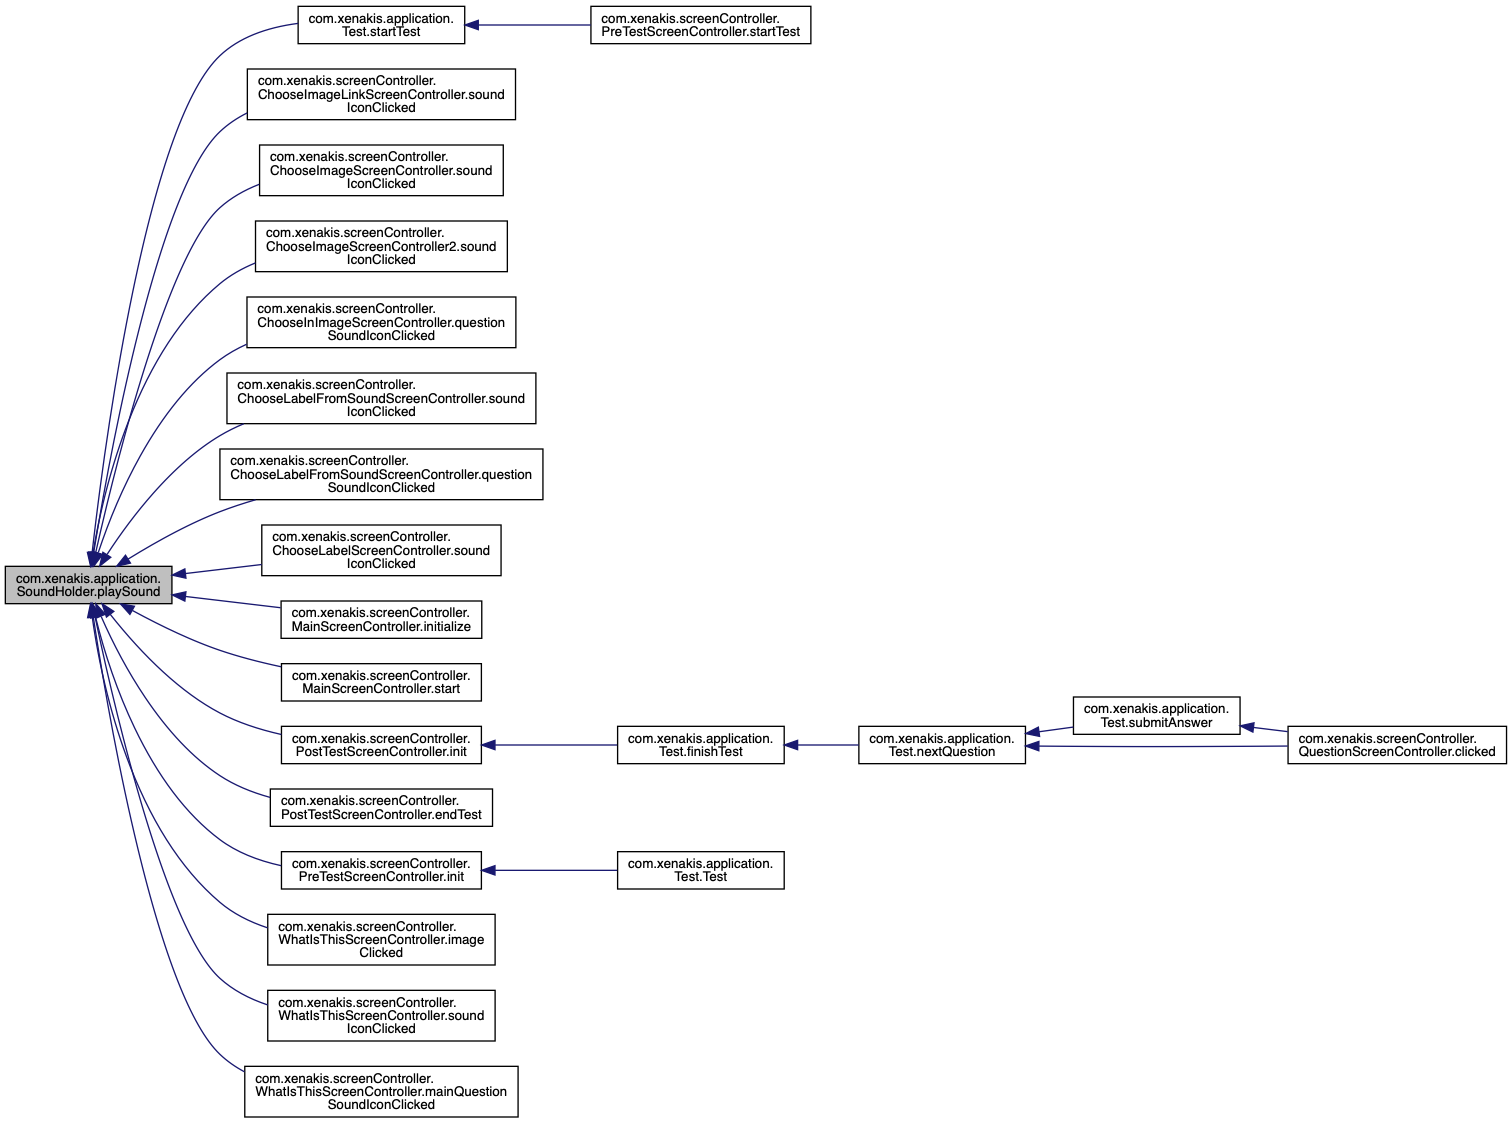 com.xenakis.application.
Test.startTest
com.xenakis.screenController.
PreTestScreenController.startTest
com.xenakis.screenController.
ChooseImageLinkScreenController.sound
IconClicked
com.xenakis.screenController.
ChooseImageScreenController.sound
IconClicked
com.xenakis.screenController.
ChooseImageScreenController2.sound
IconClicked
com.xenakis.screenController.
ChooseInImageScreenController.question
SoundIconClicked
com.xenakis.screenController.
ChooseLabelFromSoundScreenController.sound
IconClicked
com.xenakis.screenController.
ChooseLabelFromSoundScreenController.question
SoundIconClicked
com.xenakis.screenController.
ChooseLabelScreenController.sound
IconClicked
com.xenakis.application.
SoundHolder.playSound
com.xenakis.screenController.
MainScreenController.initialize
com.xenakis.screenController.
MainScreenController.start
com.xenakis.screenController.
PostTestScreenController.init
com.xenakis.application.
Test.finishTest
com.xenakis.application.
Test.nextQuestion
com.xenakis.application.
Test.submitAnswer
com.xenakis.screenController.
QuestionScreenController.clicked
com.xenakis.screenController.
PostTestScreenController.endTest
com.xenakis.screenController.
PreTestScreenController.init
com.xenakis.application.
Test.Test
com.xenakis.screenController.
WhatIsThisScreenController.image
Clicked
com.xenakis.screenController.
WhatIsThisScreenController.sound
IconClicked
com.xenakis.screenController.
WhatIsThisScreenController.mainQuestion
SoundIconClicked